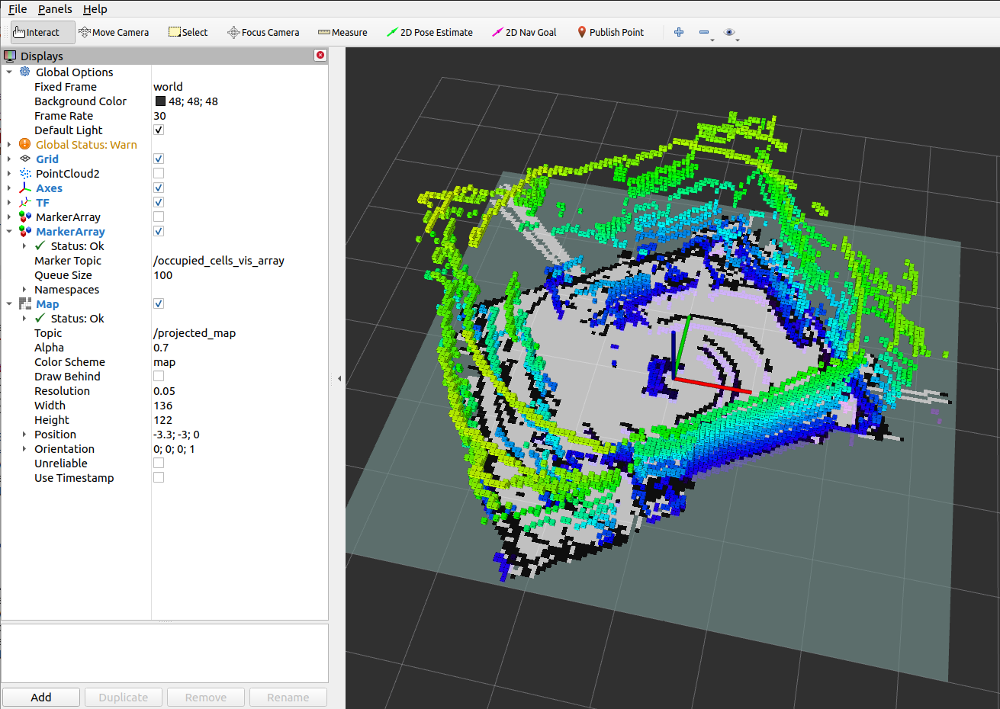 File Panels Help
Interact Move Camera Select Focus Camera Measure 2D Pose Estimate 2D Nav Goal Publish Point
Displays
Global Options
Fixed Frame world
Background Color 48; 48; 48
Frame Rate 30
Default Light
Global Status: Warn
Grid
PointCloud2
Axes
TF
MarkerArray
MarkerArray
Status: Ok
Marker Topic /occupied_cells_vis_array
Queue Size 100
Namespaces
Map
Status: Ok
Topic /projected_map
Alpha 0.7
Color Scheme map
Draw Behind
Resolution 0.05
Width 136
Height 122
Position -3.3; -3; 0
Orientation 0; 0; 0; 1
Unreliable
Use Timestamp
Add Duplicate Remove Rename